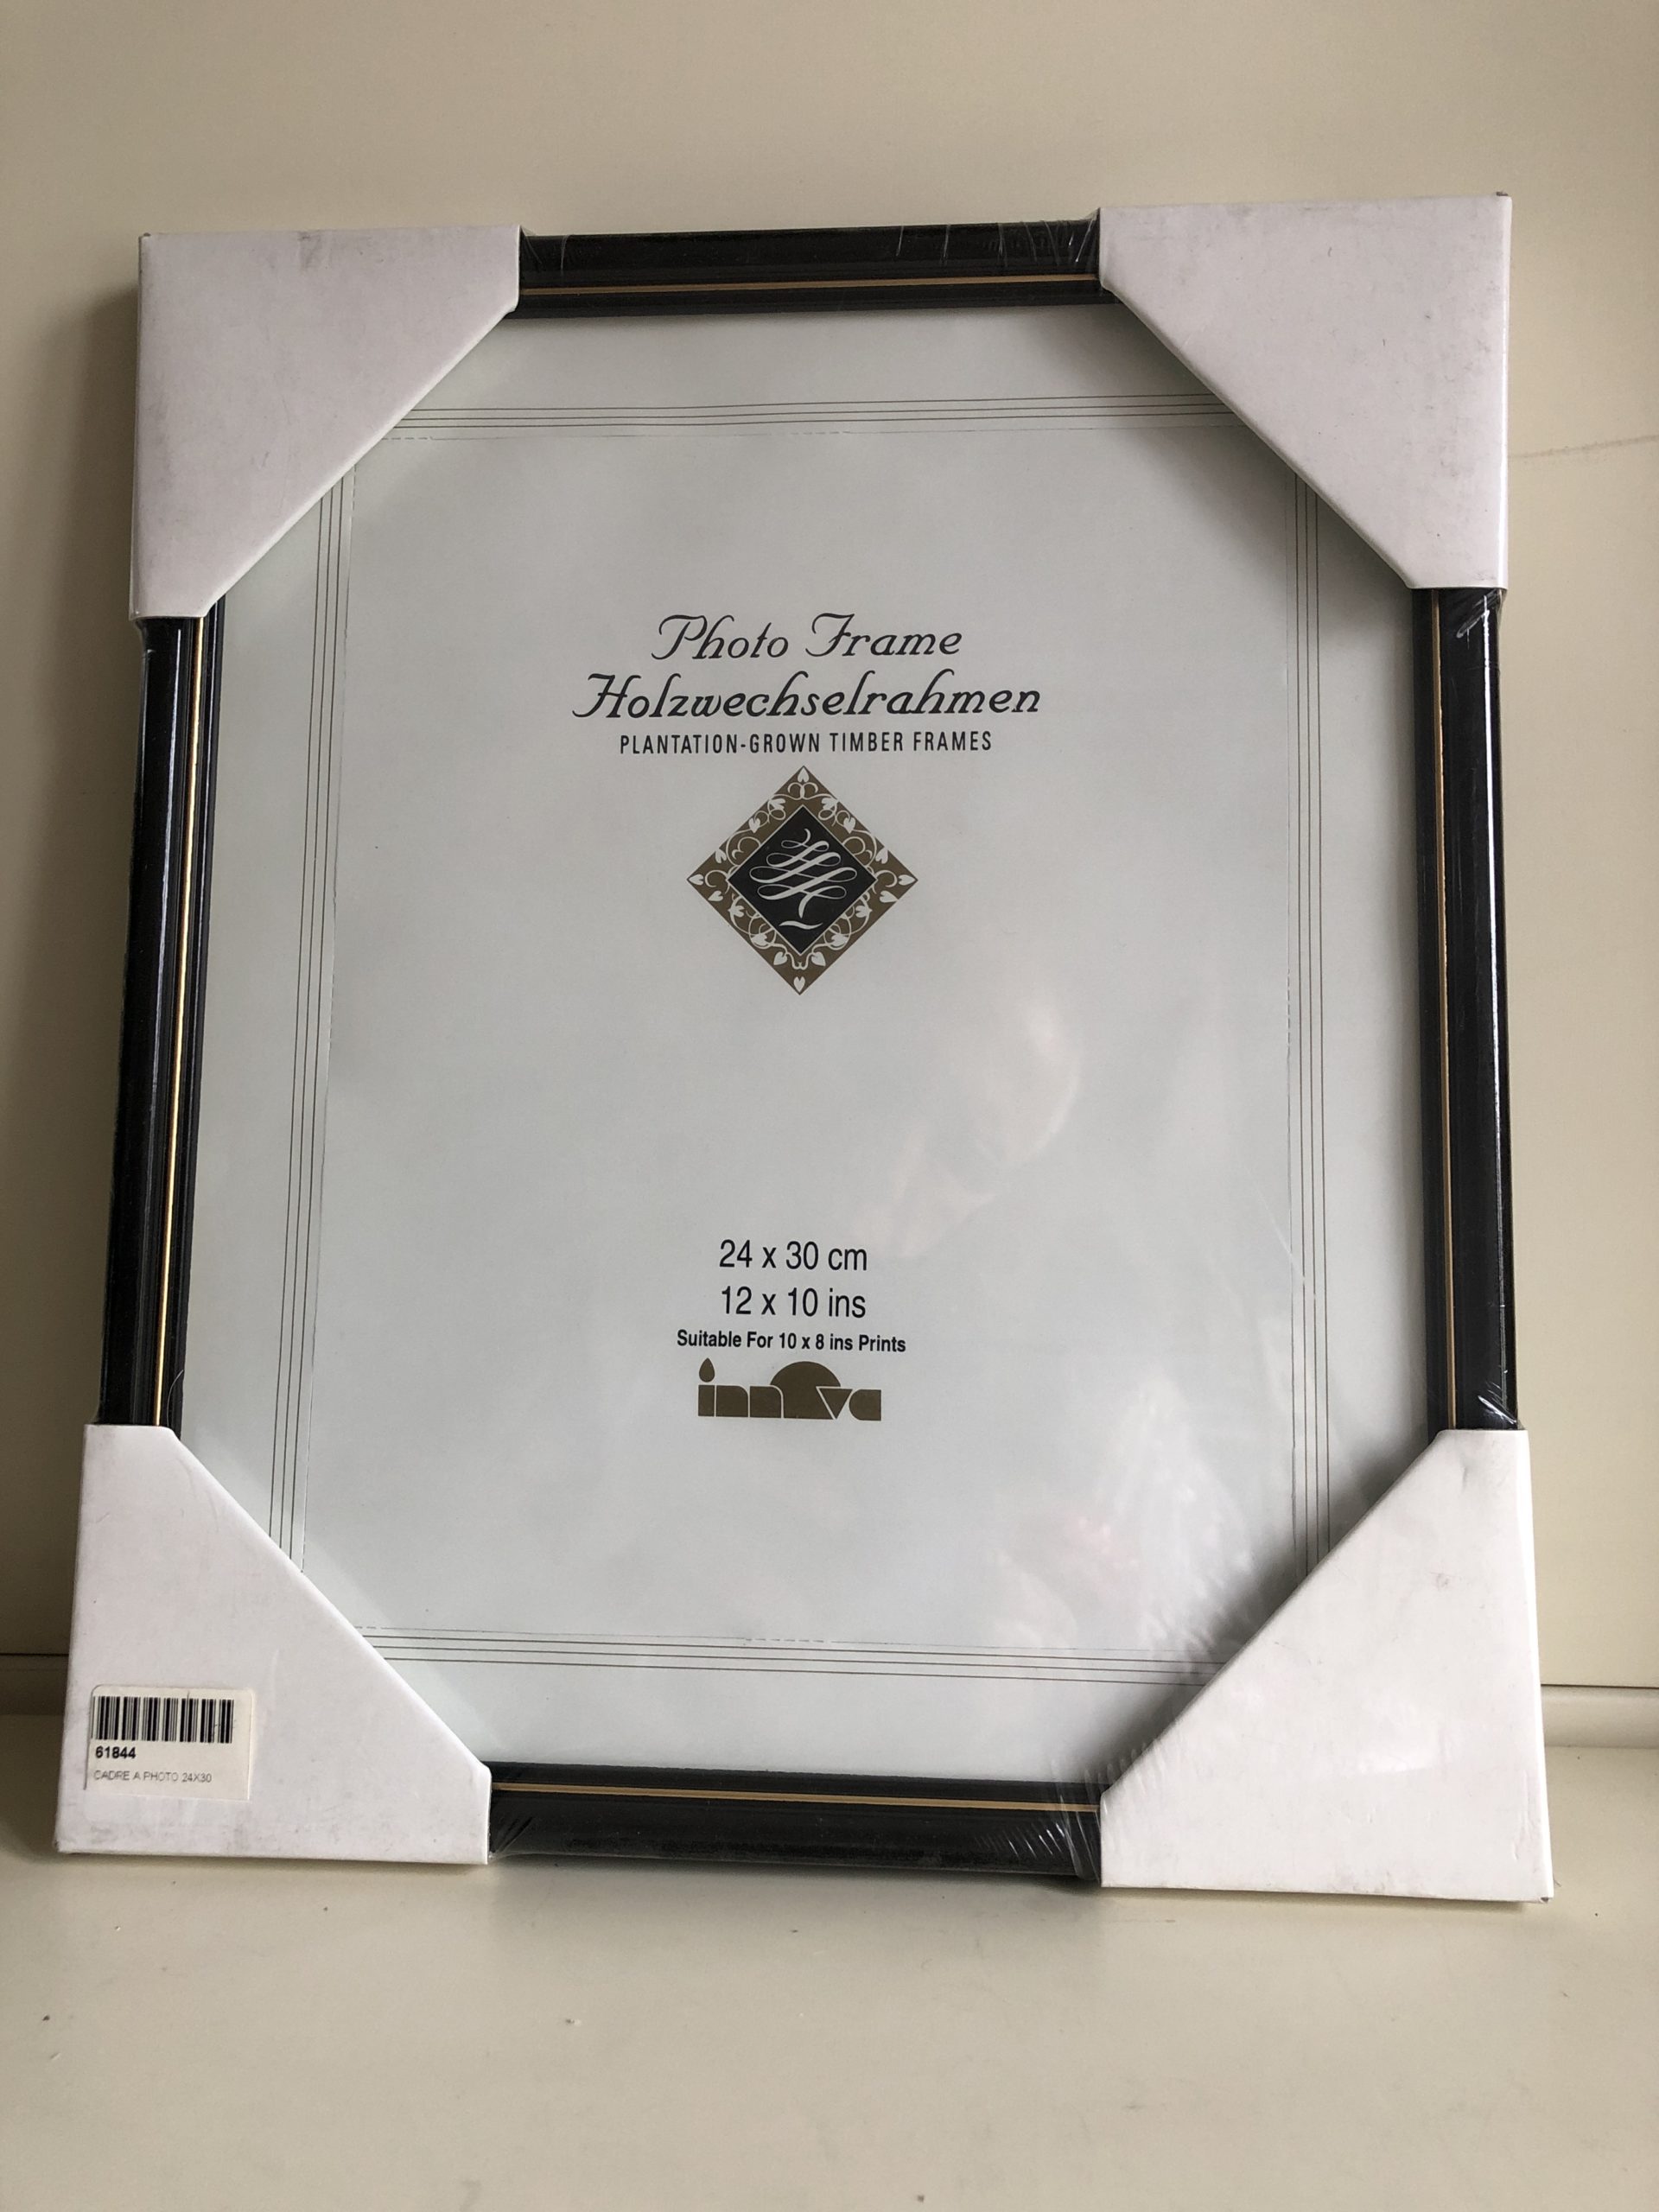 Photo Frame
Holzwechselrahmen
PLANTATION-GROWN TIMBER FRAMES
24 x 30 cm
12 x 10 ins
Suitable For 10 x 8 ins Prints
innova
61844
CADRE A PHOTO 24X30